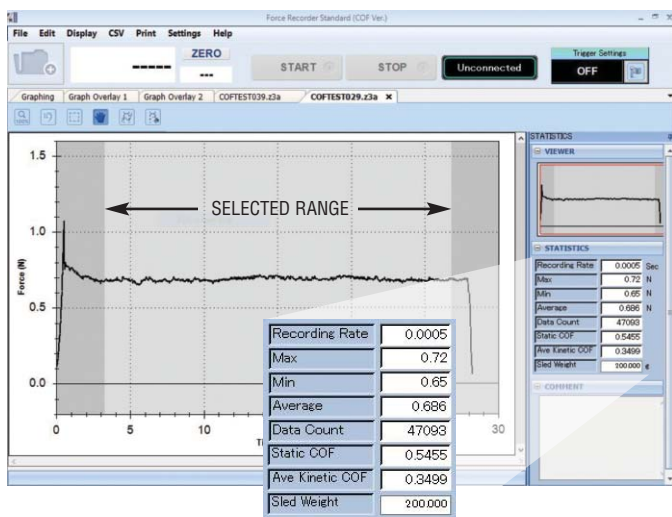 Force Recorder Standard (COF Ver.)
File Edit Display CSV Print Settings Help
-----
ZERO
---
START
STOP
Unconnected
Trigger Settings
OFF
Graphing Graph Overlay 1 Graph Overlay 2 COFTEST039.z3a COFTEST029.z3a ×
SELECTED RANGE
Force (N)
1.5
1.0
0.5
0.0
0 5 10 30
STATISTICS
VIEWER
STATISTICS
Recording Rate 0.0005 Sec
Max 0.72 N
Min 0.65 N
Average 0.686 N
Data Count 47093
Static COF 0.5455
Ave Kinetic COF 0.3499
Sled Weight 200.000 g
COMMENT
Recording Rate 0.0005
Max 0.72
Min 0.65
Average 0.686
Data Count 47093
Static COF 0.5455
Ave Kinetic COF 0.3499
Sled Weight 200.000